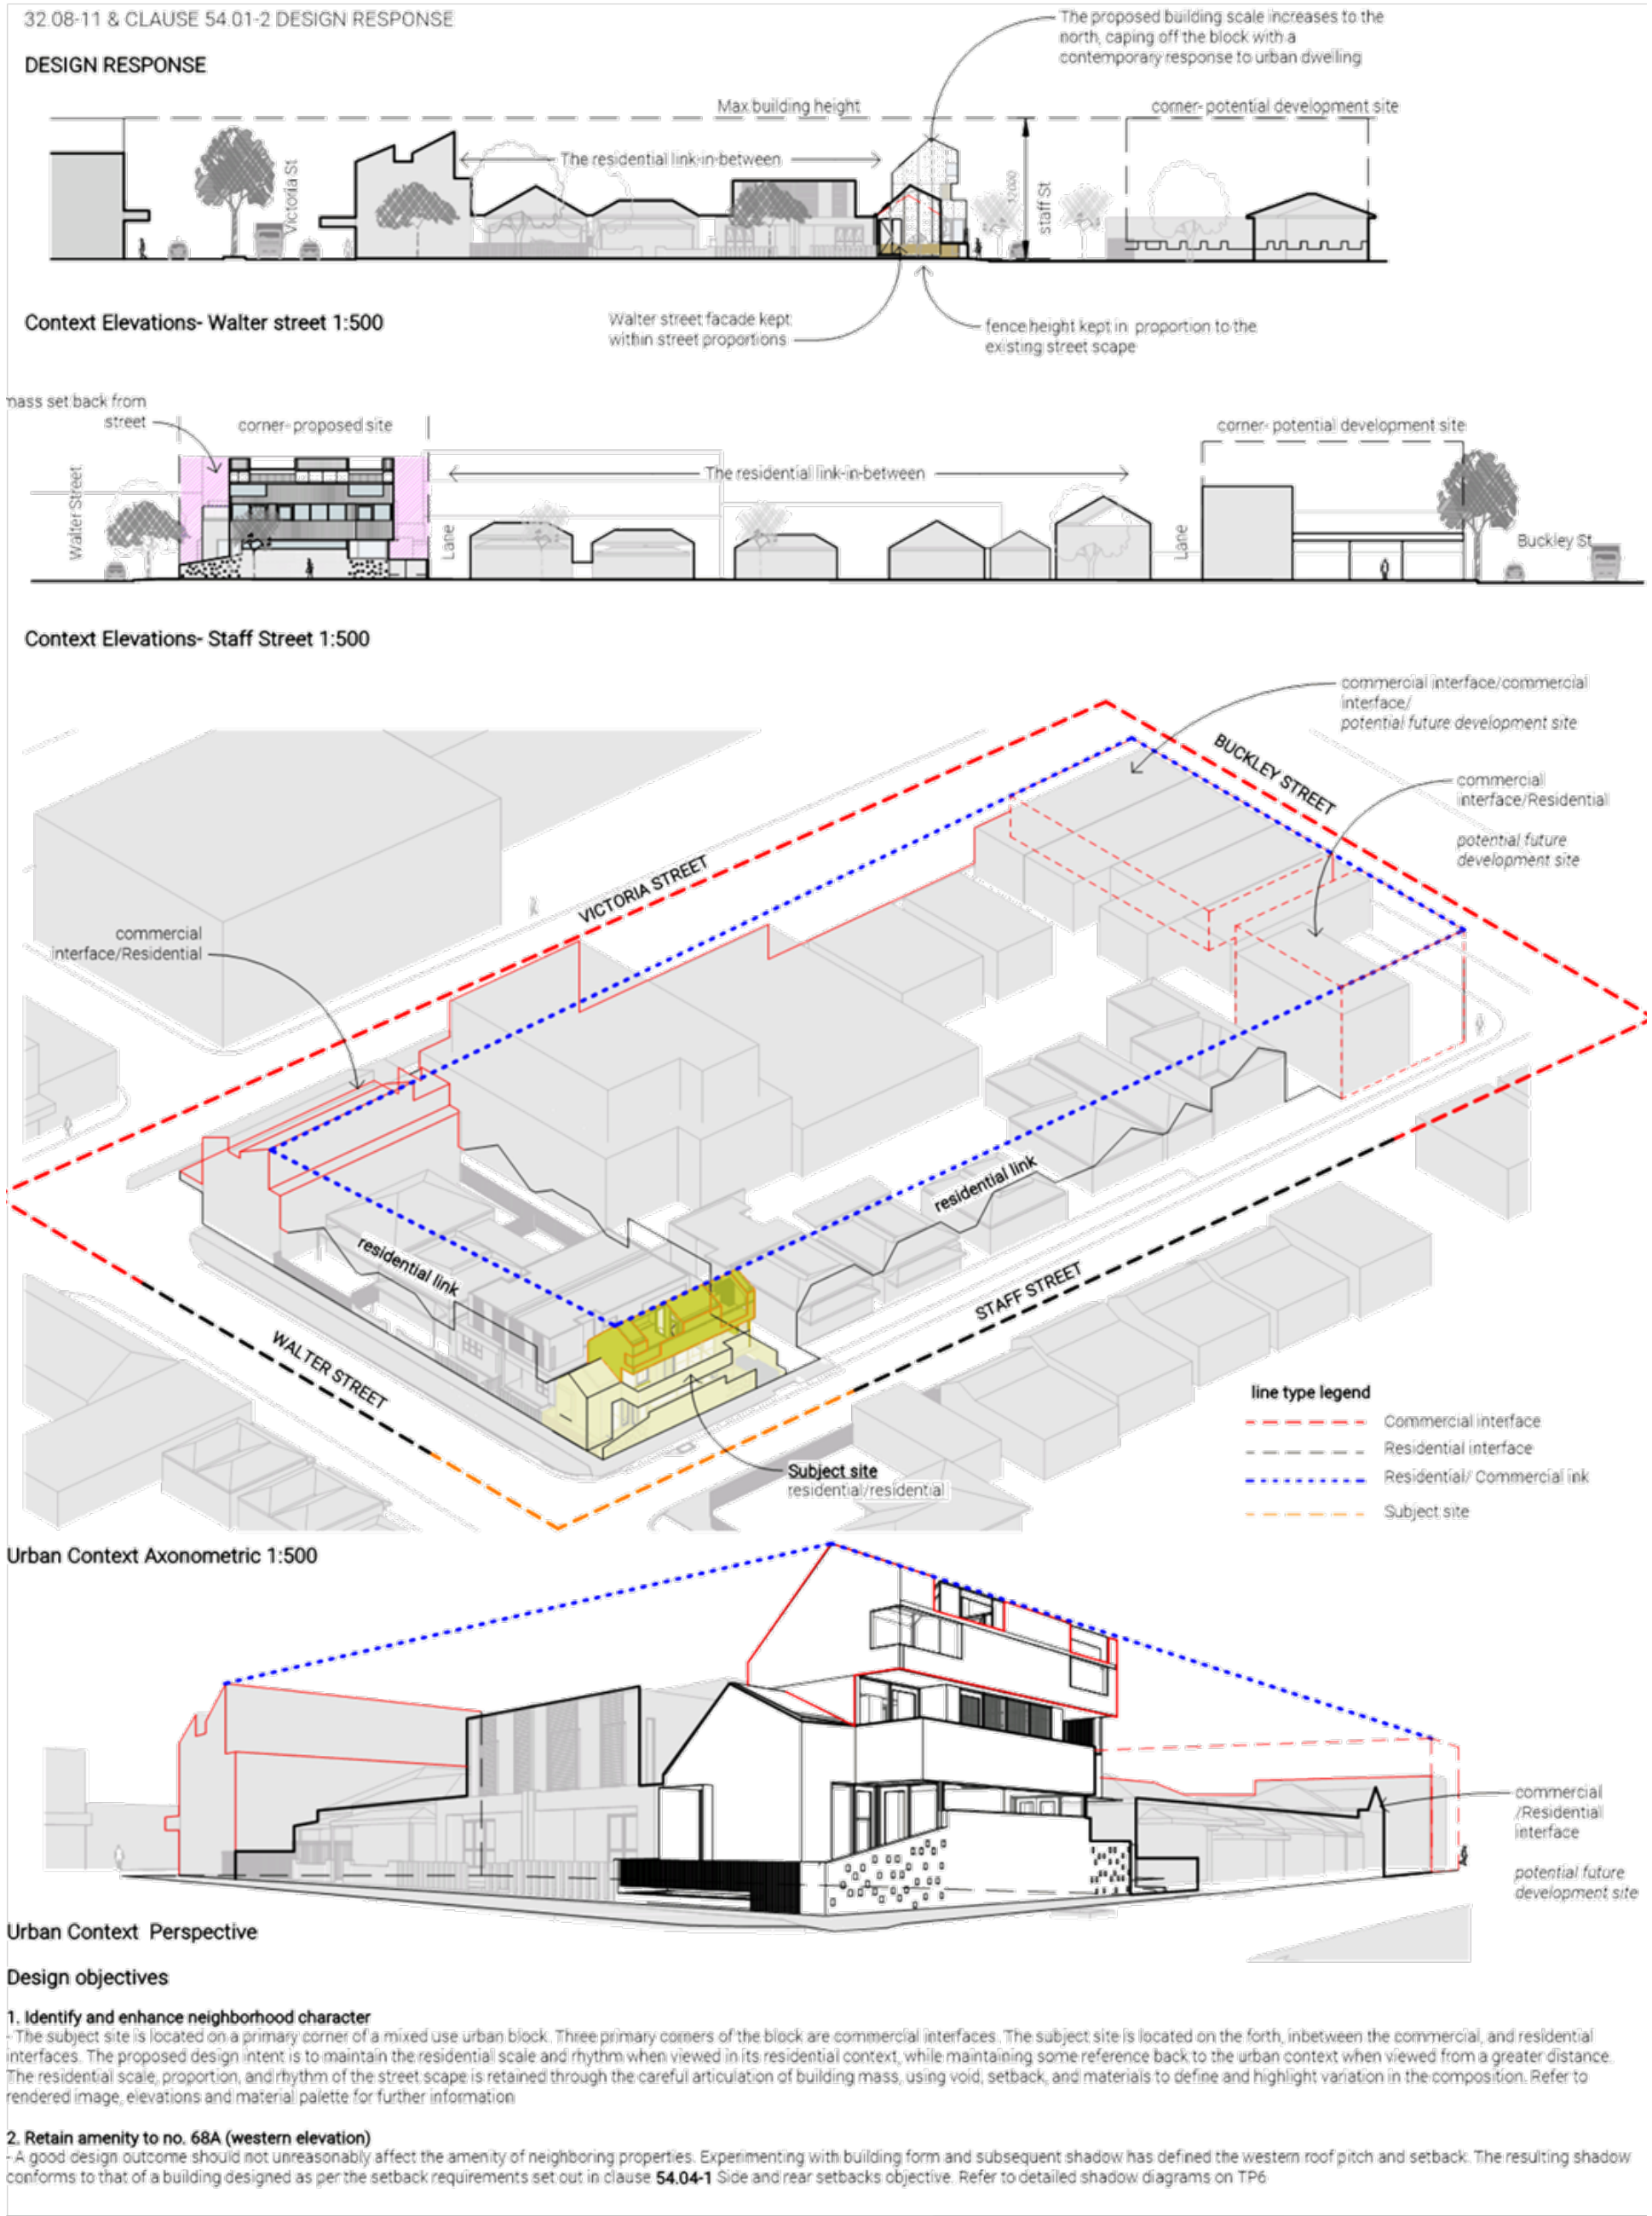 32.08-11 & CLAUSE 54.01-2 DESIGN RESPONSE
DESIGN RESPONSE
The proposed building scale increases to the
north, caping off the block with a
contemporary response to urban dwelling
Max building height
corner- potential development site
The residential link-in-between
Victoria St
12000
Staff St
Context Elevations- Walter street 1:500
Walter street facade kept
within street proportions
fence height kept in proportion to the
existing street scape
mass set back from
street
corner- proposed site
corner- potential development site
The residential link-in-between
Walter Street
Lane
Lane
Buckley St
Context Elevations- Staff Street 1:500
commercial interface/commercial
interface/
potential future development site
BUCKLEY STREET
commercial
interface/Residential
potential future
development site
VICTORIA STREET
commercial
interface/Residential
residential link
residential link
STAFF STREET
WALTER STREET
line type legend
Commercial interface
Residential interface
Residential/ Commercial ink
Subject site
Subject site
residential/residential
Urban Context Axonometric 1:500
commercial
/Residential
interface
potential future
development site
Urban Context Perspective
Design objectives
1. Identify and enhance neighborhood character
- The subject site is located on a primary corner of a mixed use urban block. Three primary corners of the block are commercial interfaces. The subject site is located on the forth, inbetween the commercial, and residential
interfaces. The proposed design intent is to maintain the residential scale and rhythm when viewed in its residential context, while maintaining some reference back to the urban context when viewed from a greater distance.
The residential scale, proportion, and rhythm of the street scape is retained through the careful articulation of building mass, using void, setback, and materials to define and highlight variation in the composition. Refer to
rendered image, elevations and material palette for further information
2. Retain amenity to no. 68A (western elevation)
- A good design outcome should not unreasonably affect the amenity of neighboring properties. Experimenting with building form and subsequent shadow has defined the western roof pitch and setback. The resulting shadow
conforms to that of a building designed as per the setback requirements set out in clause 54.04-1 Side and rear setbacks objective. Refer to detailed shadow diagrams on TP6